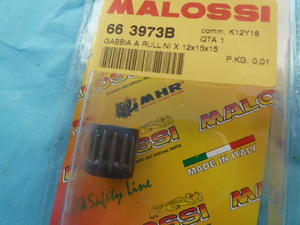 MALOSSI
66 3973B
comm. K12Y18
QTA 1
GABBIA A RULLINI X 12x15x15
P.KG. 0,01
MHR
MALOSSI
MADE IN ITALY
Safety Line
MALOSSI